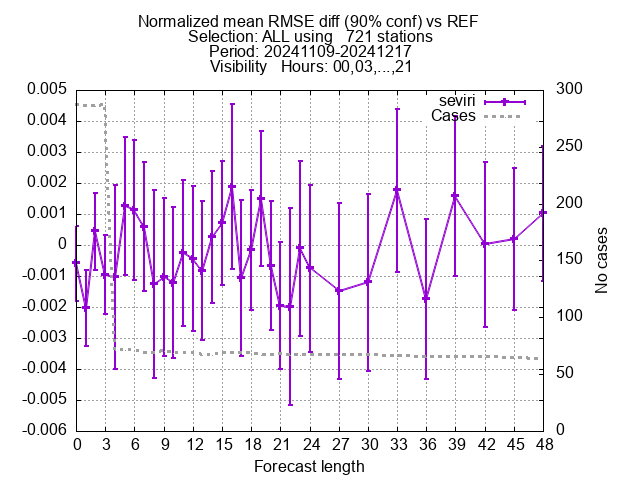 Normalized mean RMSE diff (90% conf) vs REF
Selection: ALL using   721 stations
Period: 20241109-20241217
Visibility   Hours: 00,03,...,21
seviri
Cases
0.005
0.004
0.003
0.002
0.001
0
-0.001
-0.002
-0.003
-0.004
-0.005
-0.006
300
250
200
150
100
50
0
No cases
0 3 6 9 12 15 18 21 24 27 30 33 36 39 42 45 48
Forecast length